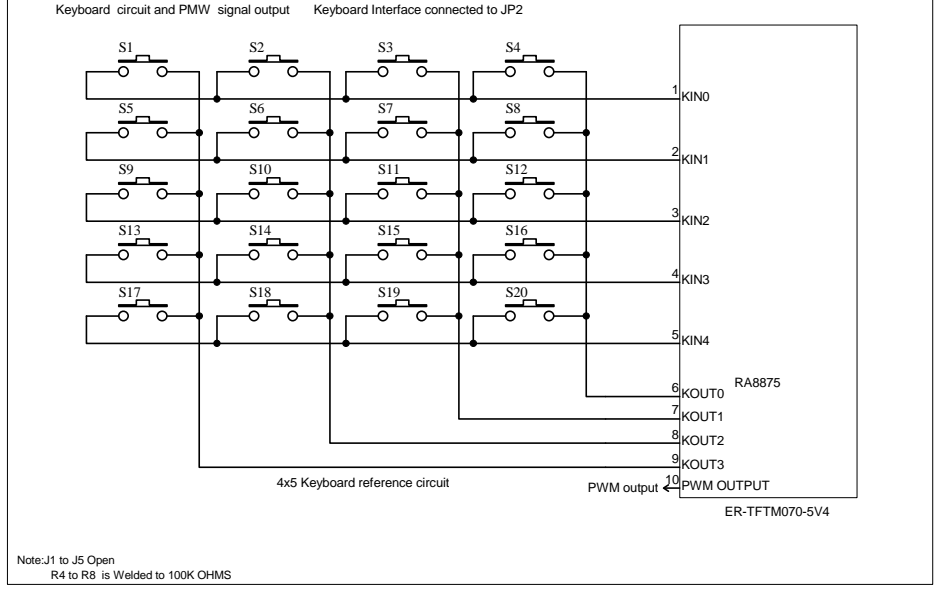 Keyboard circuit and PMW signal output Keyboard Interface connected to JP2
S1 S2 S3 S4
1 KIN0
S5 S6 S7 S8
2 KIN1
S9 S10 S11 S12
3 KIN2
S13 S14 S15 S16
4 KIN3
S17 S18 S19 S20
5 KIN4
RA8875
6 KOUT0
7 KOUT1
8 KOUT2
9 KOUT3
4x5 Keyboard reference circuit
PWM output 10 PWM OUTPUT
ER-TFTM070-5V4
Note:J1 to J5 Open
R4 to R8 is Welded to 100K OHMS